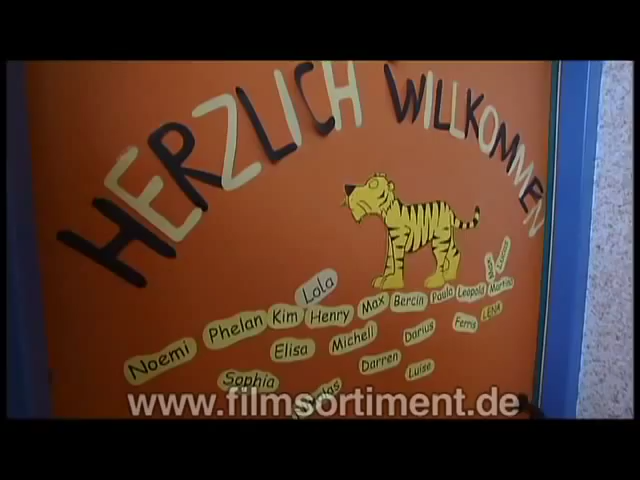 HERZLICH WILLKOMMEN
Lola
Noemi Phelan Kim Henry Max Bercin Paula Leopold Martino
Elisa Michell Darius Ferris LENA
Sophia Darren Luise
www.filmsortiment.de